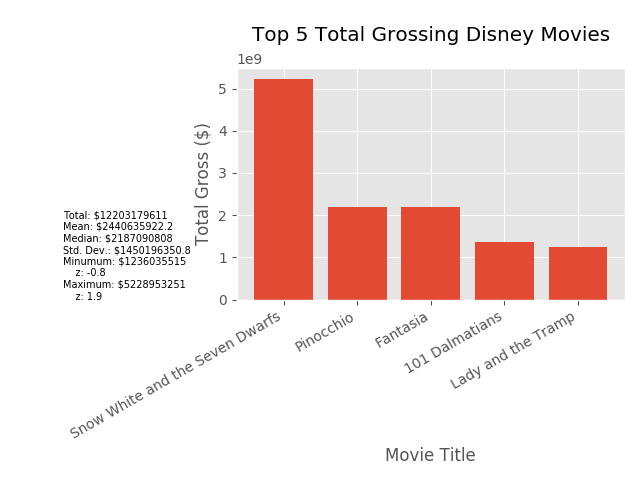 Top 5 Total Grossing Disney Movies
1e9
5
4
3
2
1
0
Total Gross ($)
Total: $12203179611
Mean: $2440635922.2
Median: $2187090808
Std. Dev.: $1450196350.8
Minumum: $1236035515
z: -0.8
Maximum: $5228953251
z: 1.9
Snow White and the Seven Dwarfs
Pinocchio
Fantasia
101 Dalmatians
Lady and the Tramp
Movie Title